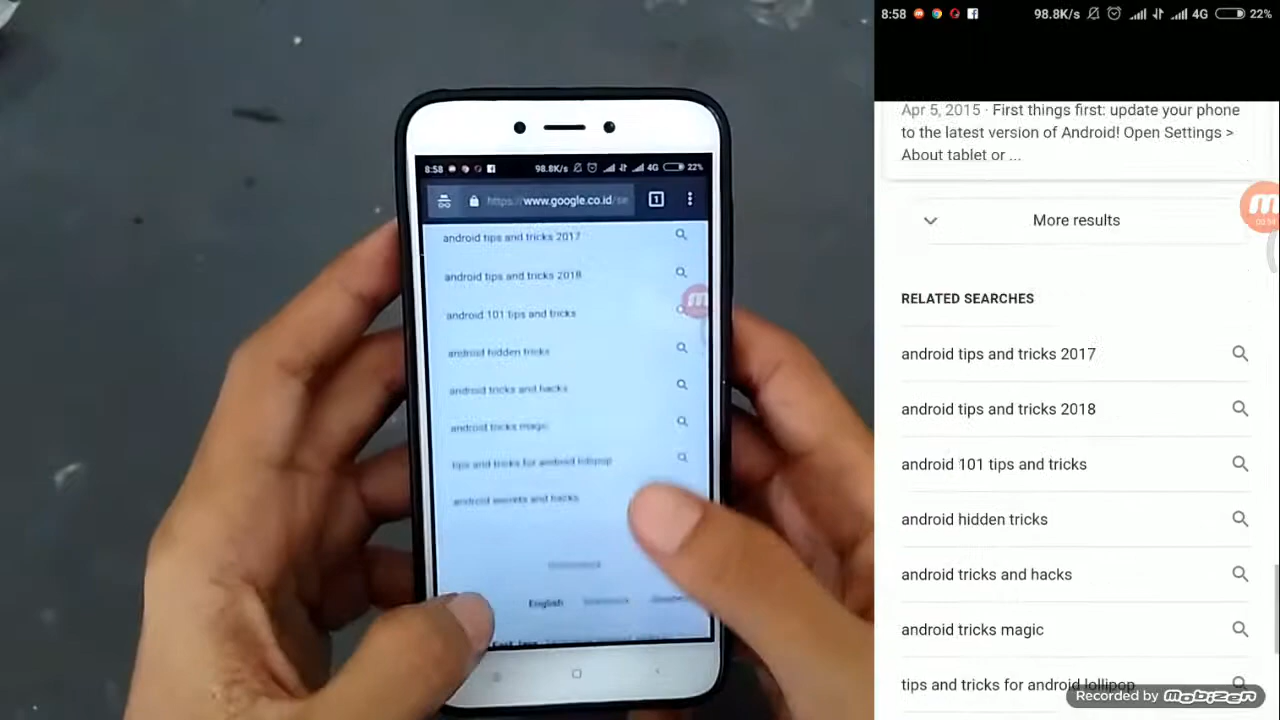 8:58 98.8K/s 4G 22%
https://www.google.co.id/se 1
android tips and tricks 2017
android tips and tricks 2018
android 101 tips and tricks
android hidden tricks
android tricks and hacks
android tricks magic
tips and tricks for android lollipop
android secrets and hacks
English
8:58 98.8K/s 4G 22%
Apr 5, 2015 · First things first: update your phone
to the latest version of Android! Open Settings >
About tablet or ...
More results
RELATED SEARCHES
android tips and tricks 2017
android tips and tricks 2018
android 101 tips and tricks
android hidden tricks
android tricks and hacks
android tricks magic
tips and tricks for android lollipop
Recorded by mobizen